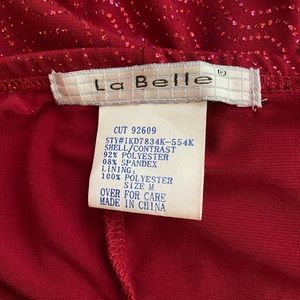 La Belle®
CUT 92609
STY#1KD7834K-554K
SHELL/CONTRAST
92% POLYESTER
08% SPANDEX
LINING:
100% POLYESTER
SIZE M
OVER FOR CARE
MADE IN CHINA